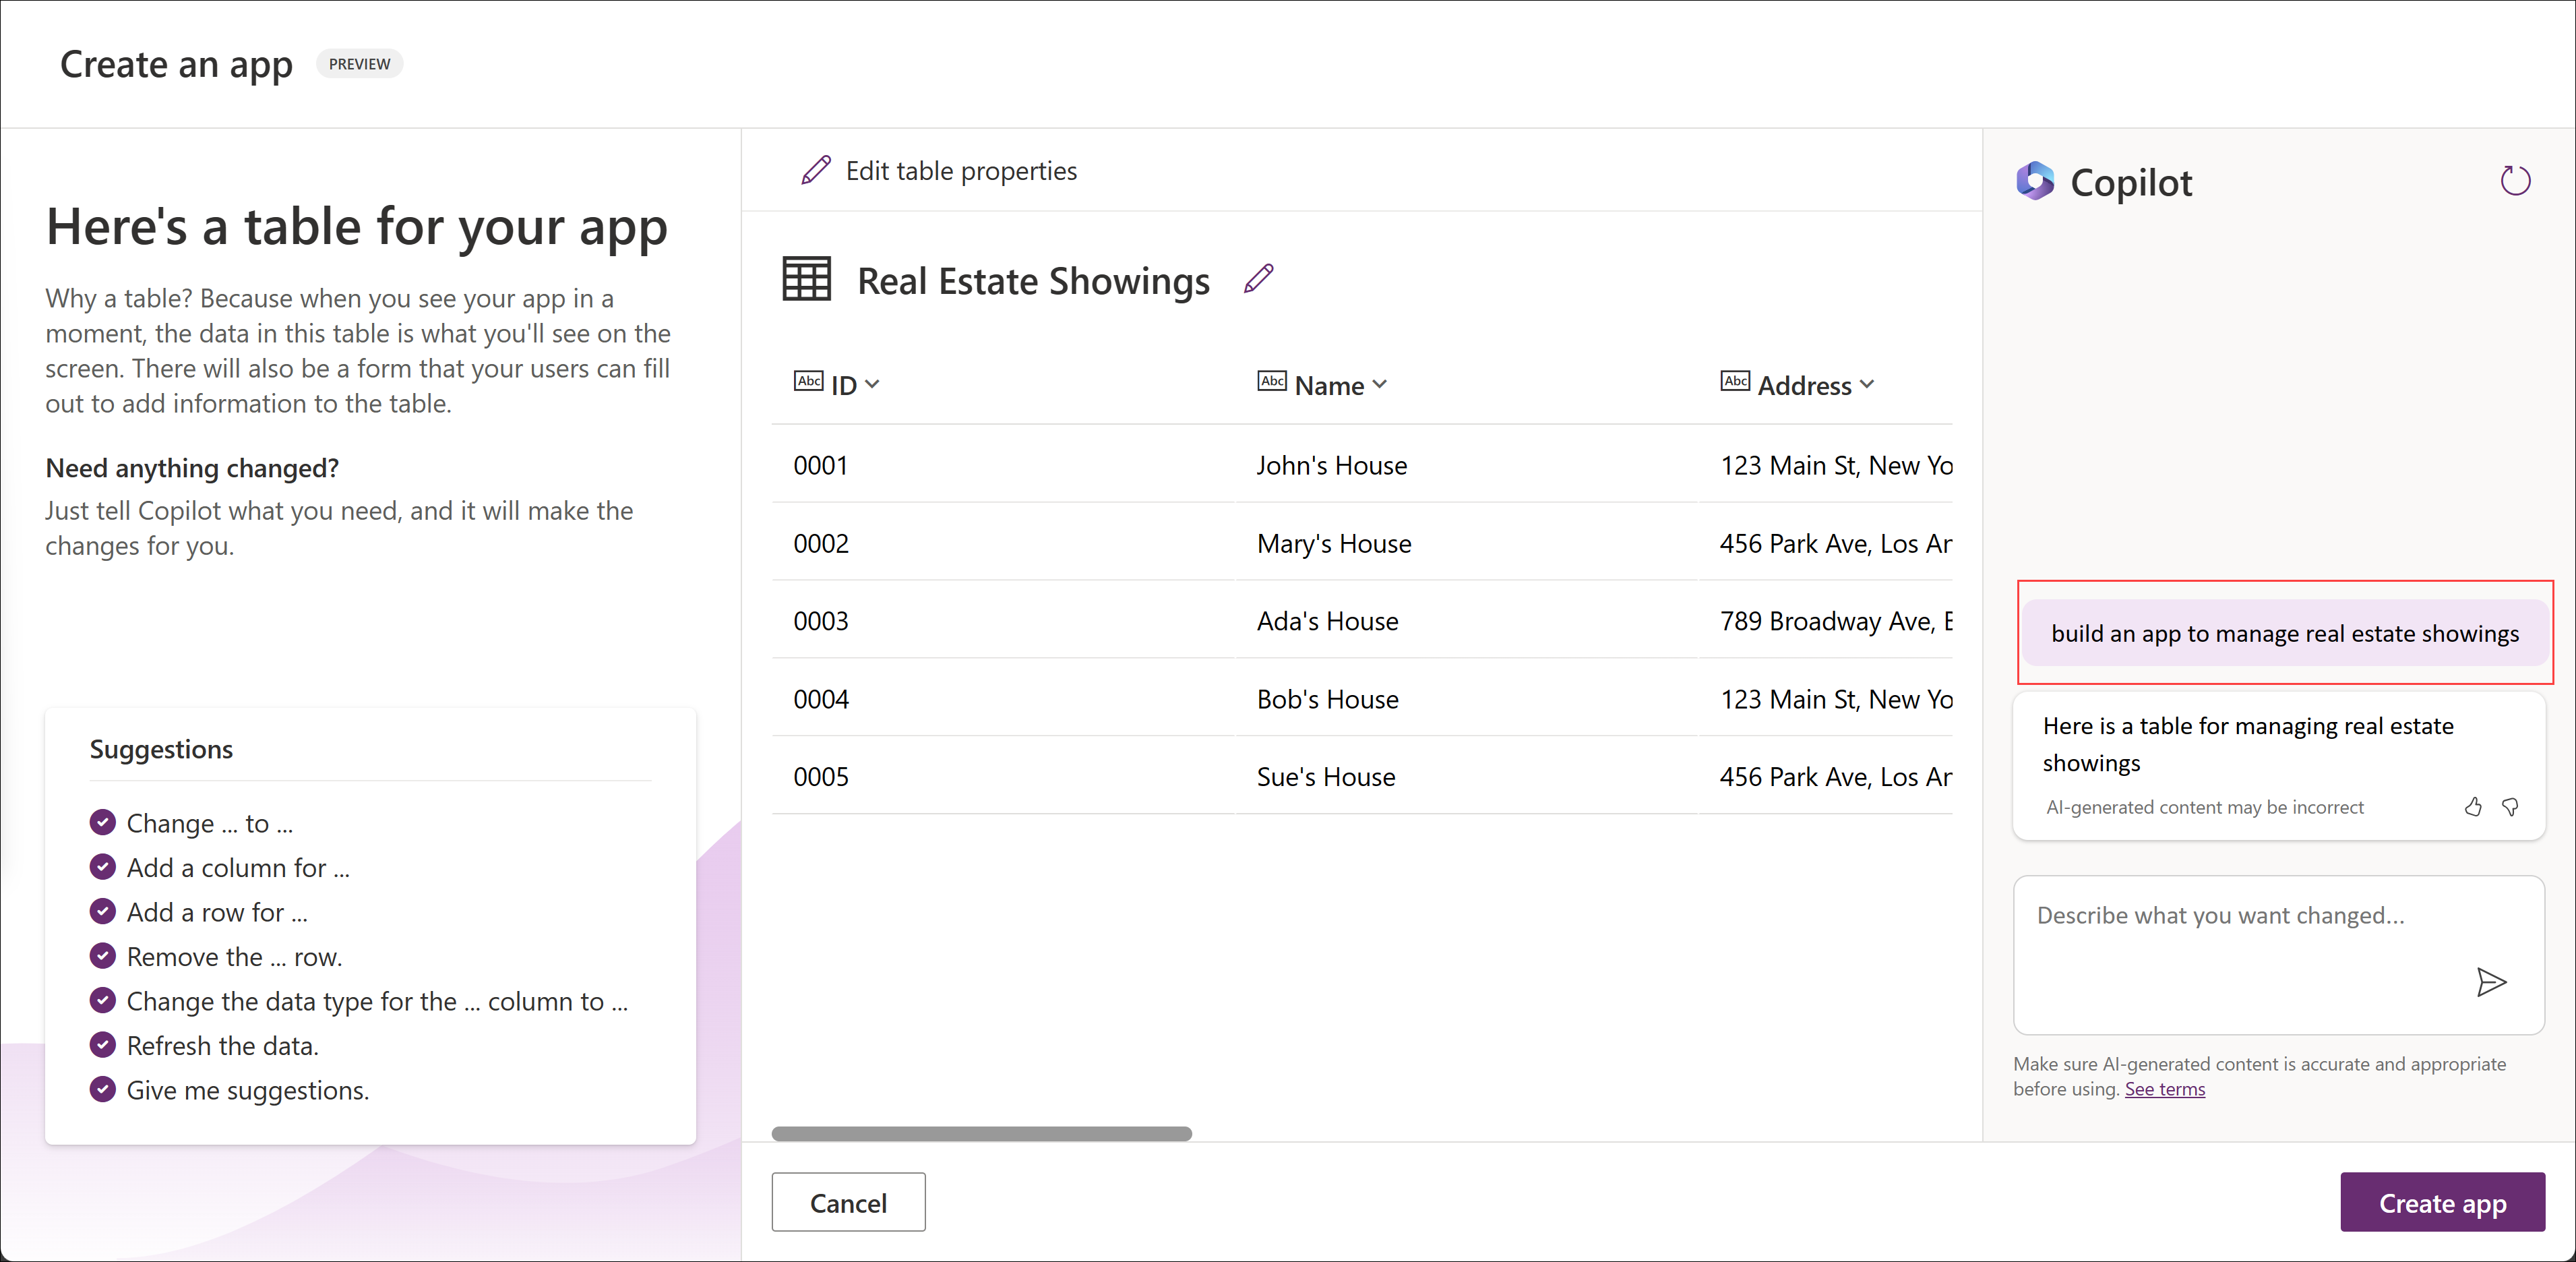 Create an app PREVIEW
Here's a table for your app
Why a table? Because when you see your app in a
moment, the data in this table is what you'll see on the
screen. There will also be a form that your users can fill
out to add information to the table.
Need anything changed?
Just tell Copilot what you need, and it will make the
changes for you.
Suggestions
Change ... to ...
Add a column for ...
Add a row for ...
Remove the ... row.
Change the data type for the ... column to ...
Refresh the data.
Give me suggestions.
Edit table properties
Real Estate Showings
Abc ID Abc Name Abc Address
0001 John's House 123 Main St, New Yo
0002 Mary's House 456 Park Ave, Los An
0003 Ada's House 789 Broadway Ave, B
0004 Bob's House 123 Main St, New Yo
0005 Sue's House 456 Park Ave, Los An
Cancel
Copilot
build an app to manage real estate showings
Here is a table for managing real estate
showings
AI-generated content may be incorrect
Describe what you want changed...
Make sure AI-generated content is accurate and appropriate
before using. See terms
Create app